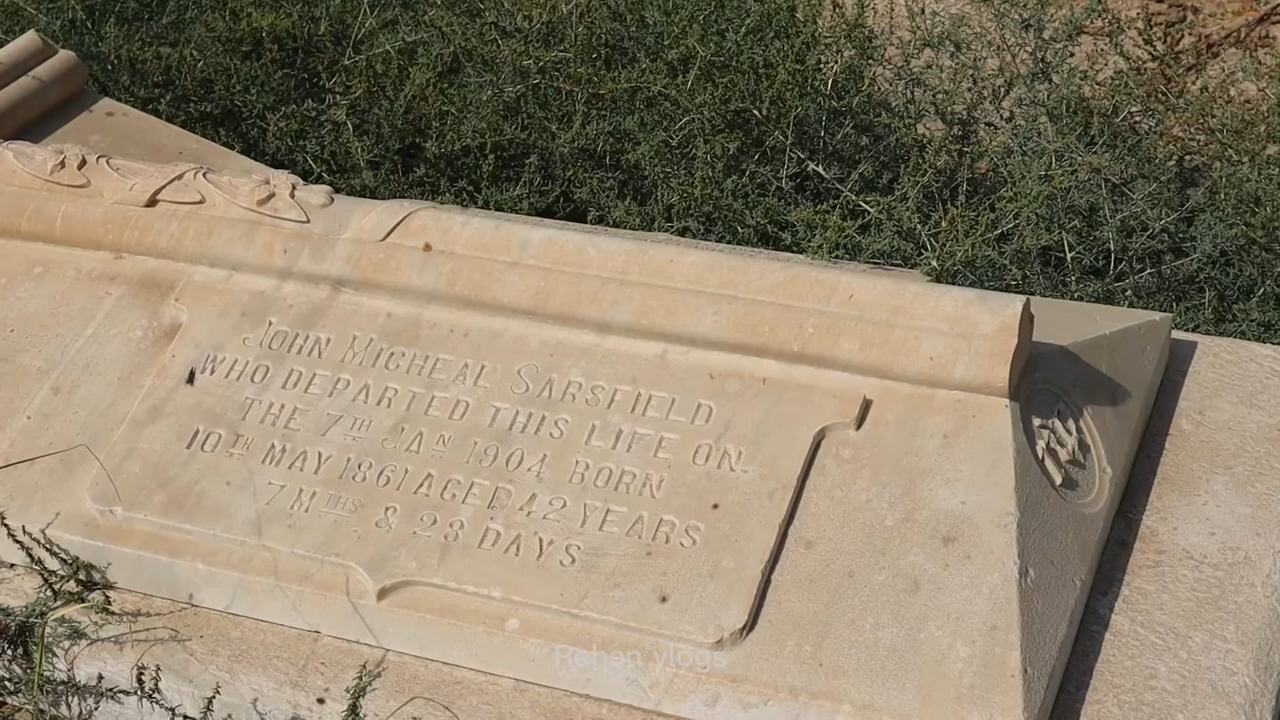 JOHN MICHEAL SARSFIELD
WHO DEPARTED THIS LIFE ON
THE 7TH JAN 1904 BORN
10TH MAY 1861 AGED 42 YEARS
7 MTHS & 28 DAYS
Rehan vlogs